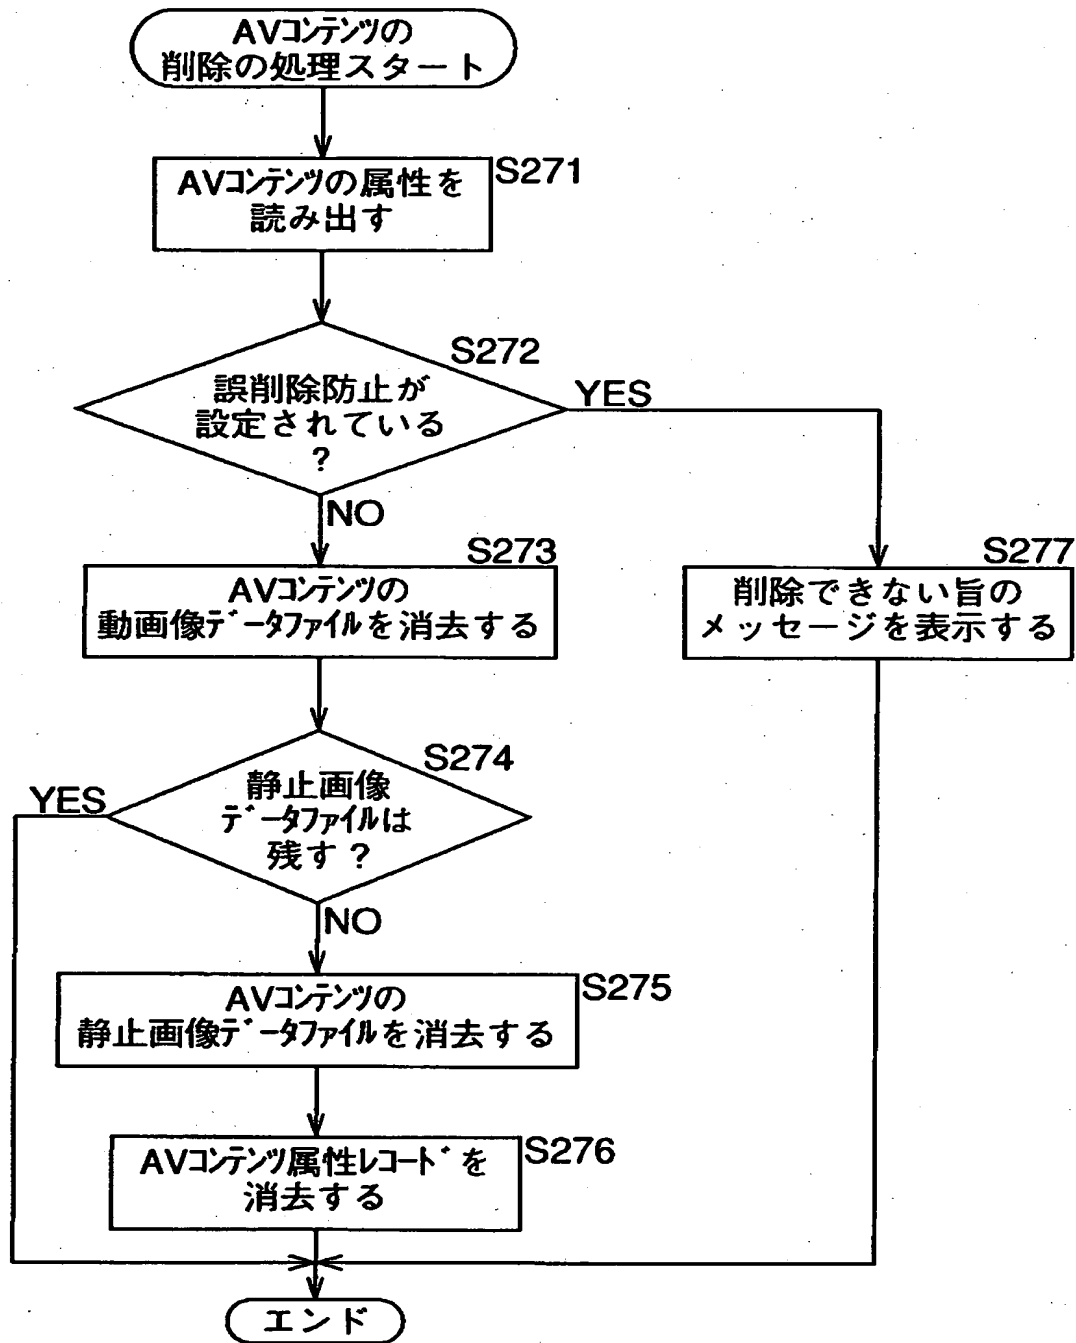 AVコンテンツの
削除の処理スタート
S271
AVコンテンツの属性を
読み出す
S272
誤削除防止が
設定されている
?
YES
NO
S273
AVコンテンツの
動画像データファイルを消去する
S277
削除できない旨の
メッセージを表示する
S274
静止画像
データファイルは
残す?
YES
NO
S275
AVコンテンツの
静止画像データファイルを消去する
S276
AVコンテンツ属性レコードを
消去する
エンド